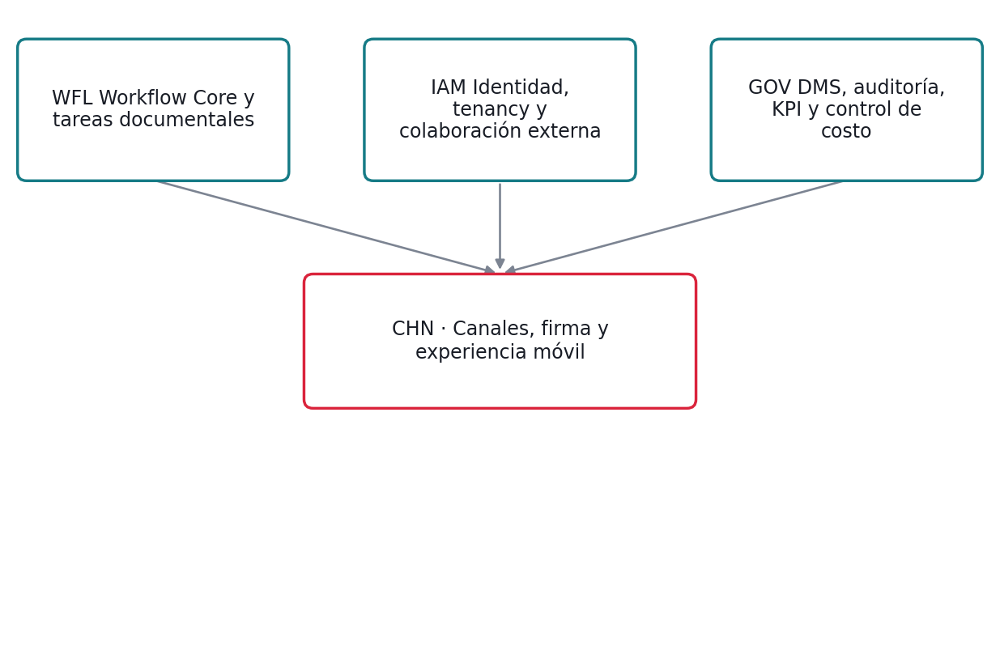 WFL Workflow Core y
tareas documentales
IAM Identidad,
tenancy y
colaboración externa
GOV DMS, auditoría,
KPI y control de
costo
CHN · Canales, firma y
experiencia móvil